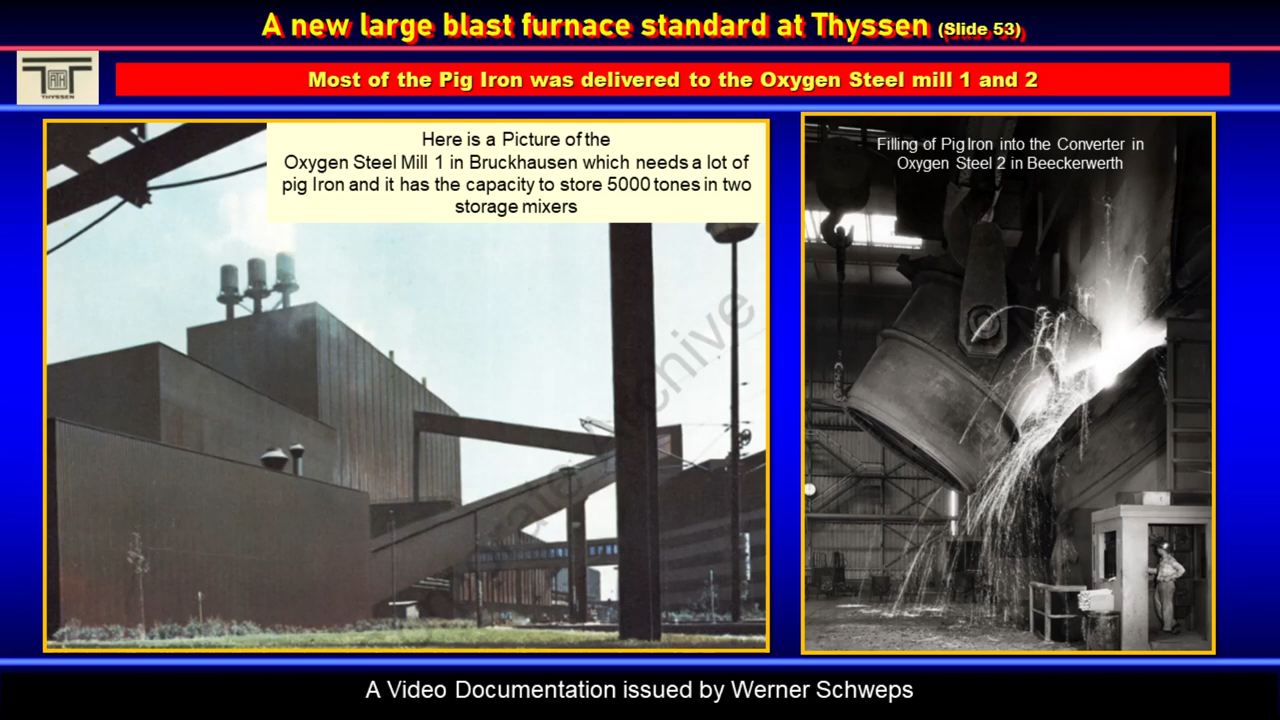 A new large blast furnace standard at Thyssen (Slide 53)
ATH
THYSSEN
Most of the Pig Iron was delivered to the Oxygen Steel mill 1 and 2
Here is a Picture of the
Oxygen Steel Mill 1 in Bruckhausen which needs a lot of
pig Iron and it has the capacity to store 5000 tones in two
storage mixers
Filling of Pig Iron into the Converter in
Oxygen Steel 2 in Beeckerwerth
A Video Documentation issued by Werner Schweps